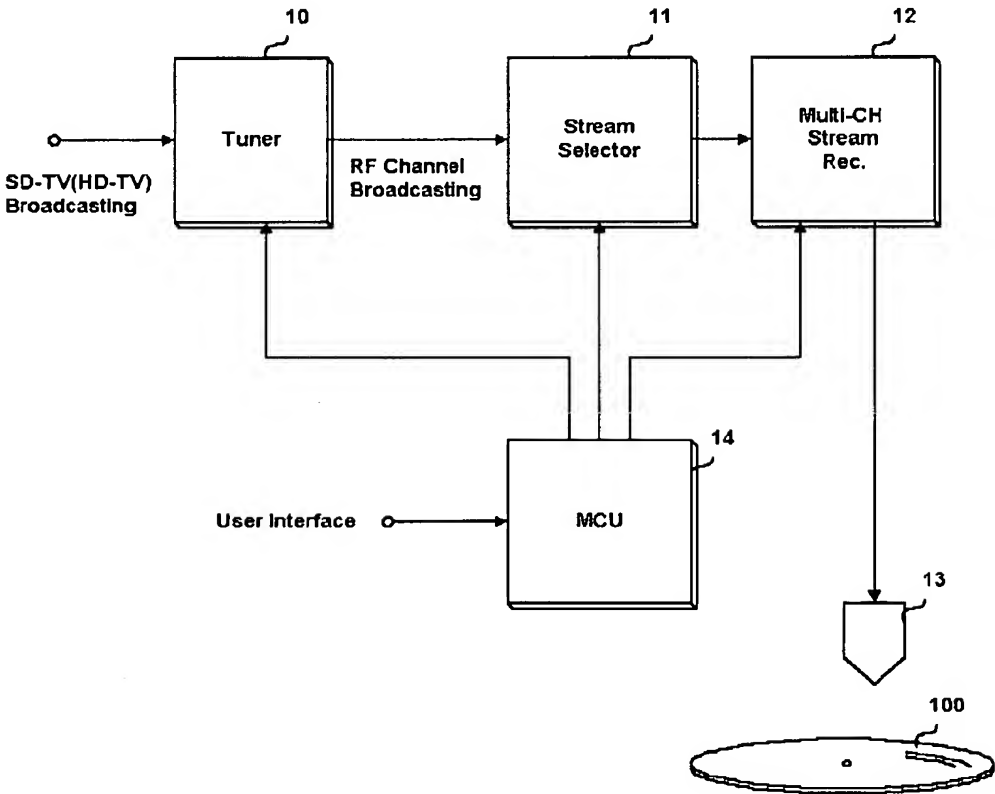 10
11
12
Tuner
Stream
Selector
Multi-CH
Stream
Rec.
SD-TV(HD-TV)
Broadcasting
RF Channel
Broadcasting
14
User Interface
MCU
13
100